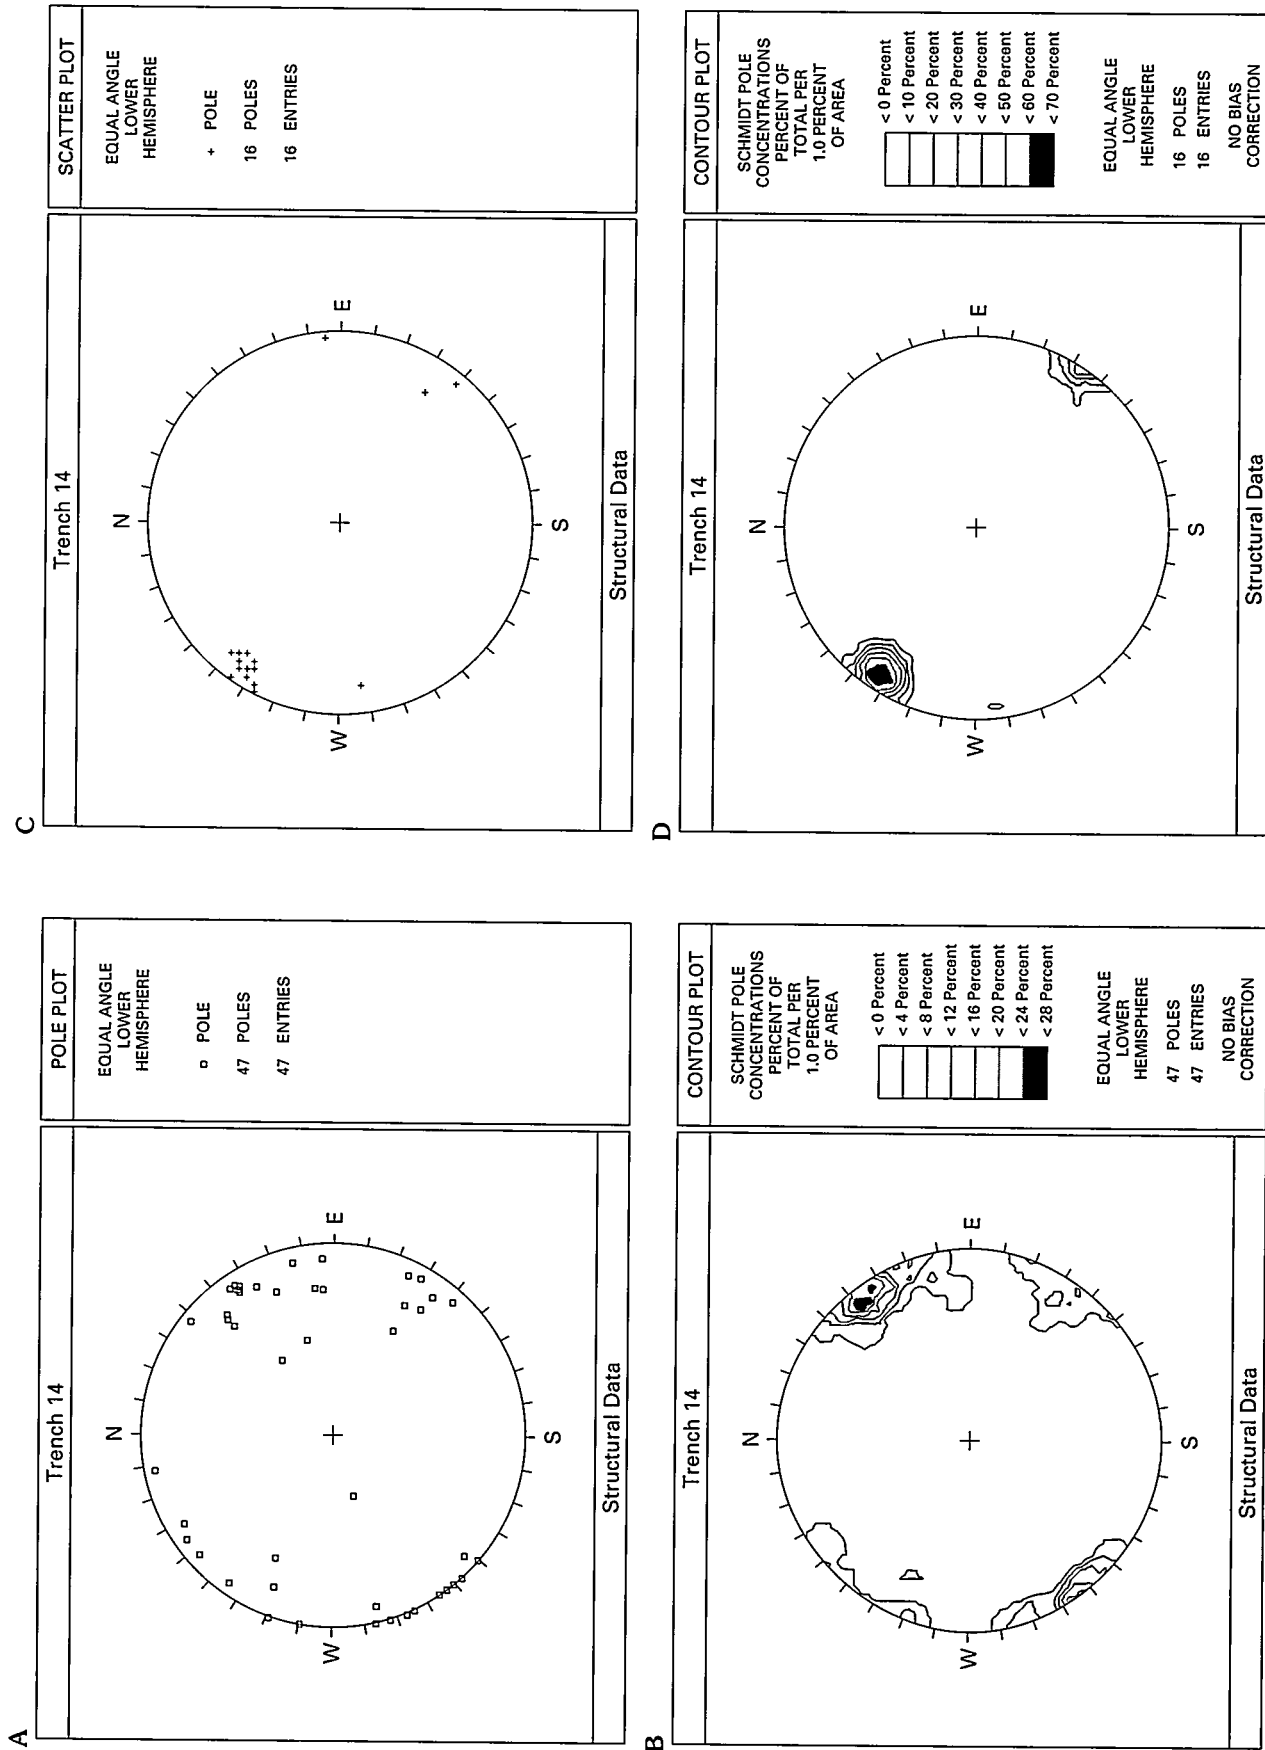 A
Trench 14
POLE PLOT
N
W
E
S
EQUAL ANGLE
LOWER
HEMISPHERE
POLE
47 POLES
47 ENTRIES
Structural Data
B
Trench 14
CONTOUR PLOT
N
W
E
S
SCHMIDT POLE
CONCENTRATIONS
PERCENT OF
TOTAL PER
1.0 PERCENT
OF AREA
< 0 Percent
< 4 Percent
< 8 Percent
< 12 Percent
< 16 Percent
< 20 Percent
< 24 Percent
< 28 Percent
EQUAL ANGLE
LOWER
HEMISPHERE
47 POLES
47 ENTRIES
NO BIAS
CORRECTION
Structural Data
C
Trench 14
SCATTER PLOT
N
W
E
S
EQUAL ANGLE
LOWER
HEMISPHERE
+ POLE
16 POLES
16 ENTRIES
Structural Data
D
Trench 14
CONTOUR PLOT
N
W
E
S
SCHMIDT POLE
CONCENTRATIONS
PERCENT OF
TOTAL PER
1.0 PERCENT
OF AREA
< 0 Percent
< 10 Percent
< 20 Percent
< 30 Percent
< 40 Percent
< 50 Percent
< 60 Percent
< 70 Percent
EQUAL ANGLE
LOWER
HEMISPHERE
16 POLES
16 ENTRIES
NO BIAS
CORRECTION
Structural Data